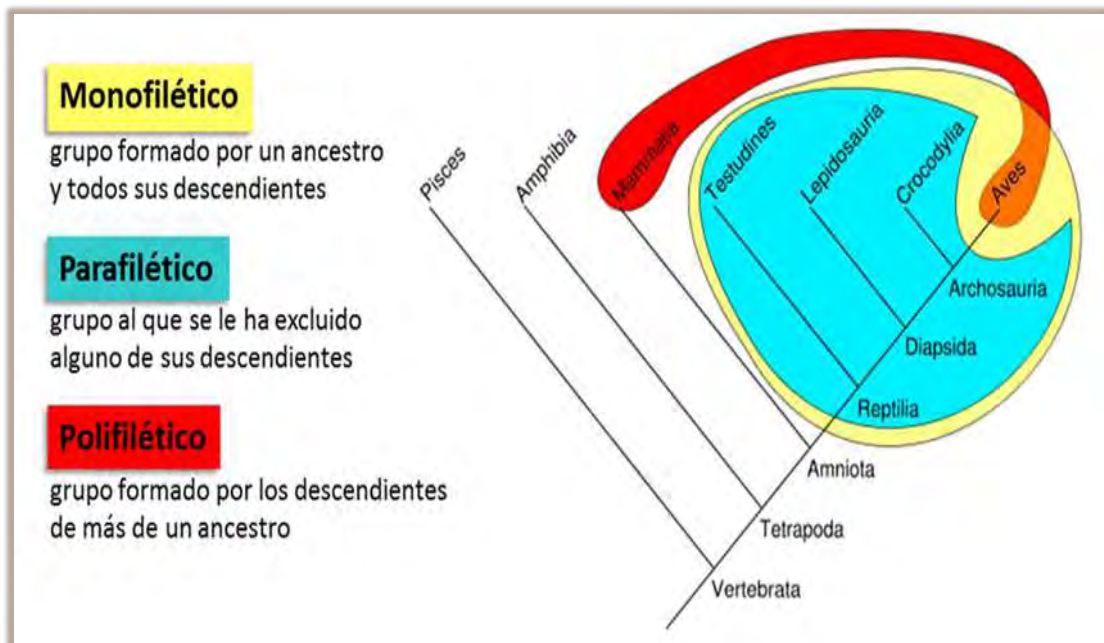 Monofilético
grupo formado por un ancestro
y todos sus descendientes
Parafilético
grupo al que se le ha excluido
alguno de sus descendientes
Polifilético
grupo formado por los descendientes
de más de un ancestro
Pisces
Amphibia
Mammalia
Testudines
Lepidosauria
Crocodylia
Aves
Archosauria
Diapsida
Reptilia
Amniota
Tetrapoda
Vertebrata